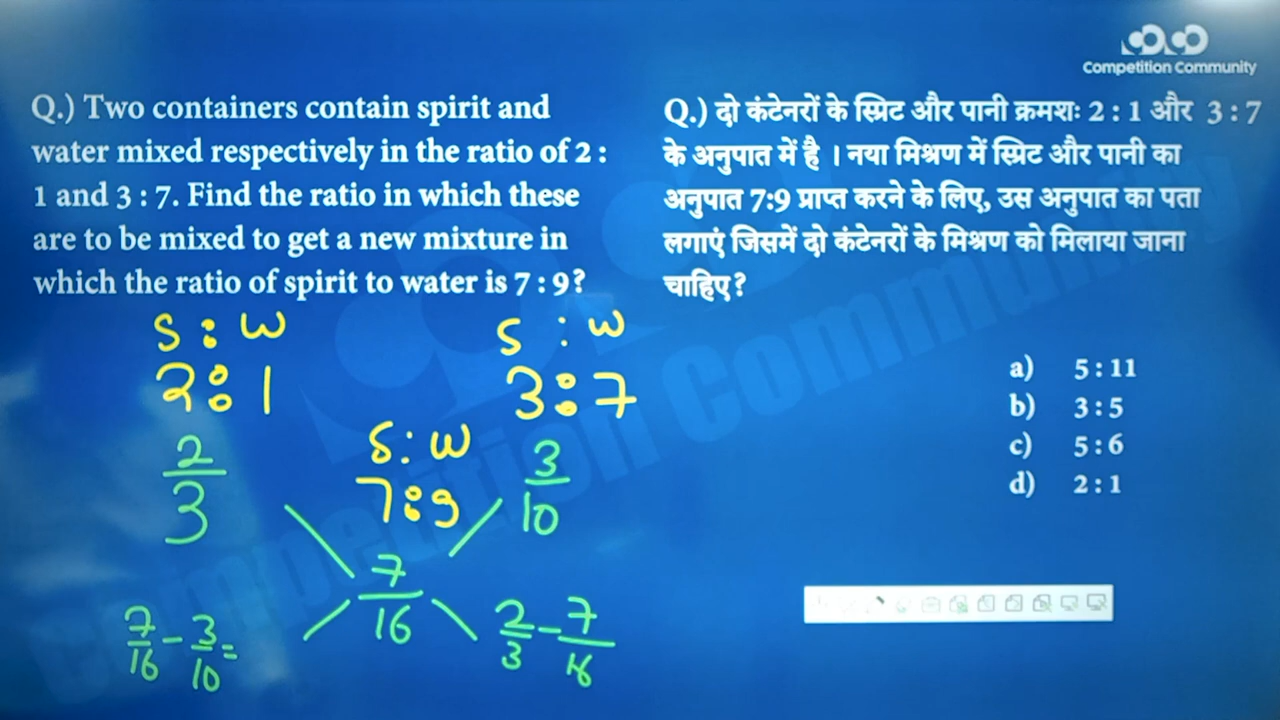 Competition Community
Q.) Two containers contain spirit and
water mixed respectively in the ratio of 2 :
1 and 3 : 7. Find the ratio in which these
are to be mixed to get a new mixture in
which the ratio of spirit to water is 7 : 9?
Q.) दो कंटेनरों के स्प्रिट और पानी क्रमशः 2 : 1 और 3 : 7
के अनुपात में है । नया मिश्रण में स्प्रिट और पानी का
अनुपात 7:9 प्राप्त करने के लिए, उस अनुपात का पता
लगाएं जिसमें दो कंटेनरों के मिश्रण को मिलाया जाना
चाहिए?
a) 5 : 11
b) 3 : 5
c) 5 : 6
d) 2 : 1
S : W
2 : 1
S : W
3 : 7
2/3
S : W
7 : 9
3/10
7/16
7/16 - 3/10 =
2/3 - 7/16
Competition Community